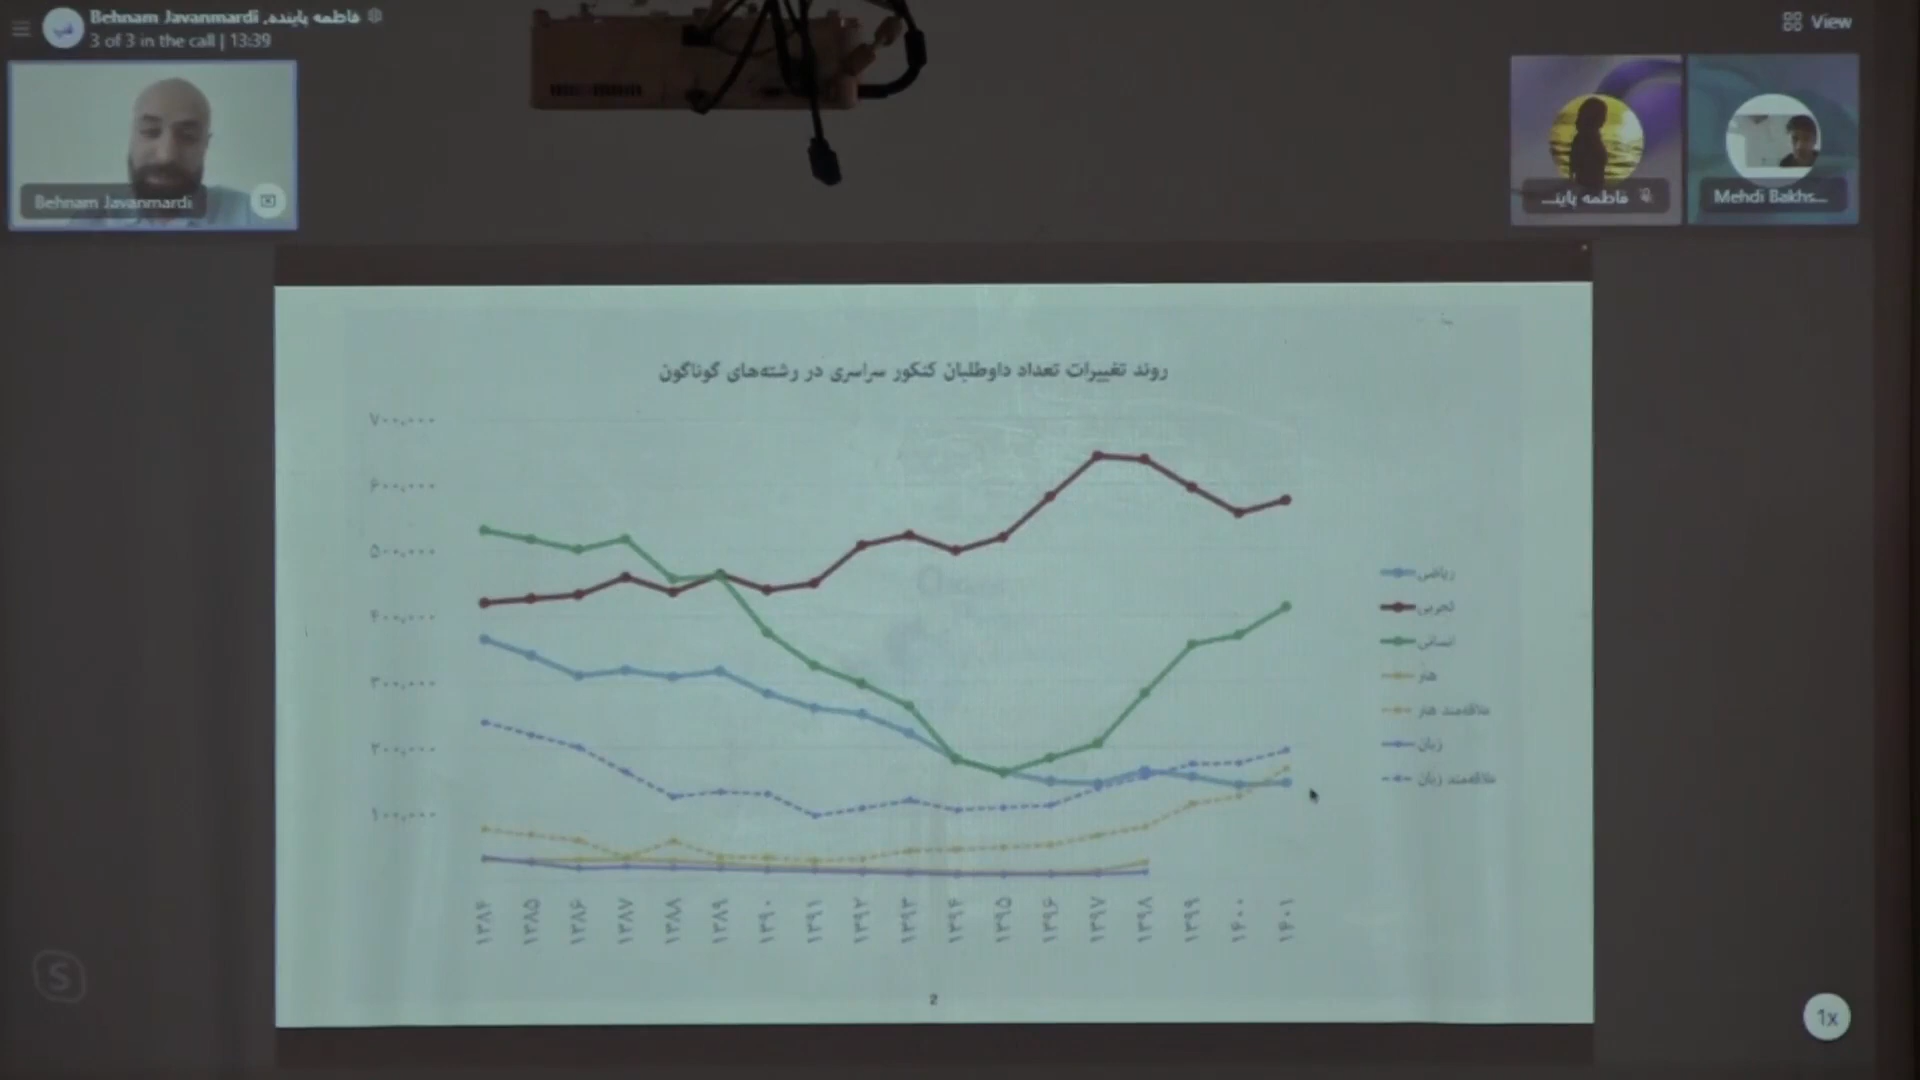 Behnam Javanmardi, فاطمه پاینده
3 of 3 in the call | 13:39
View
Behnam Javanmardi
فاطمه پاینـ...
Mehdi Bakhs...
روند تغییرات تعداد داوطلبان کنکور سراسری در رشته‌های گوناگون
۷۰۰,۰۰۰
۶۰۰,۰۰۰
۵۰۰,۰۰۰
۴۰۰,۰۰۰
۳۰۰,۰۰۰
۲۰۰,۰۰۰
۱۰۰,۰۰۰
ریاضی
تجربی
انسانی
هنر
علاقه‌مند هنر
زبان
علاقه‌مند زبان
۱۳۸۴ ۱۳۸۵ ۱۳۸۶ ۱۳۸۷ ۱۳۸۸ ۱۳۸۹ ۱۳۹۰ ۱۳۹۱ ۱۳۹۲ ۱۳۹۳ ۱۳۹۴ ۱۳۹۵ ۱۳۹۶ ۱۳۹۷ ۱۳۹۸ ۱۳۹۹ ۱۴۰۰ ۱۴۰۱
2
S
1x